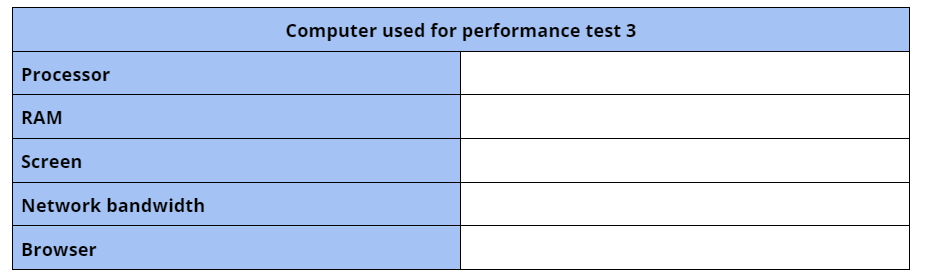 Computer used for performance test 3
Processor
RAM
Screen
Network bandwidth
Browser